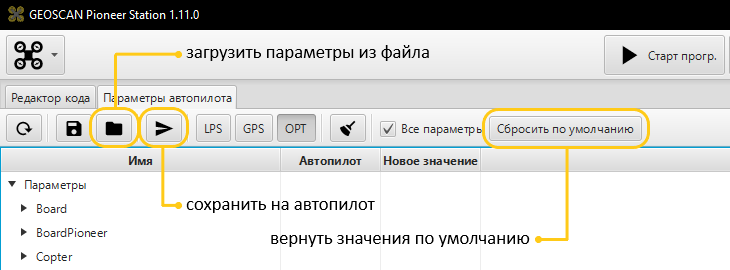 GEOSCAN Pioneer Station 1.11.0
загрузить параметры из файла
Старт прогр.
Редактор кода Параметры автопилота
LPS GPS OPT Все параметры Сбросить по умолчанию
Имя Автопилот Новое значение
Параметры
Board
сохранить на автопилот
BoardPioneer
вернуть значения по умолчанию
Copter